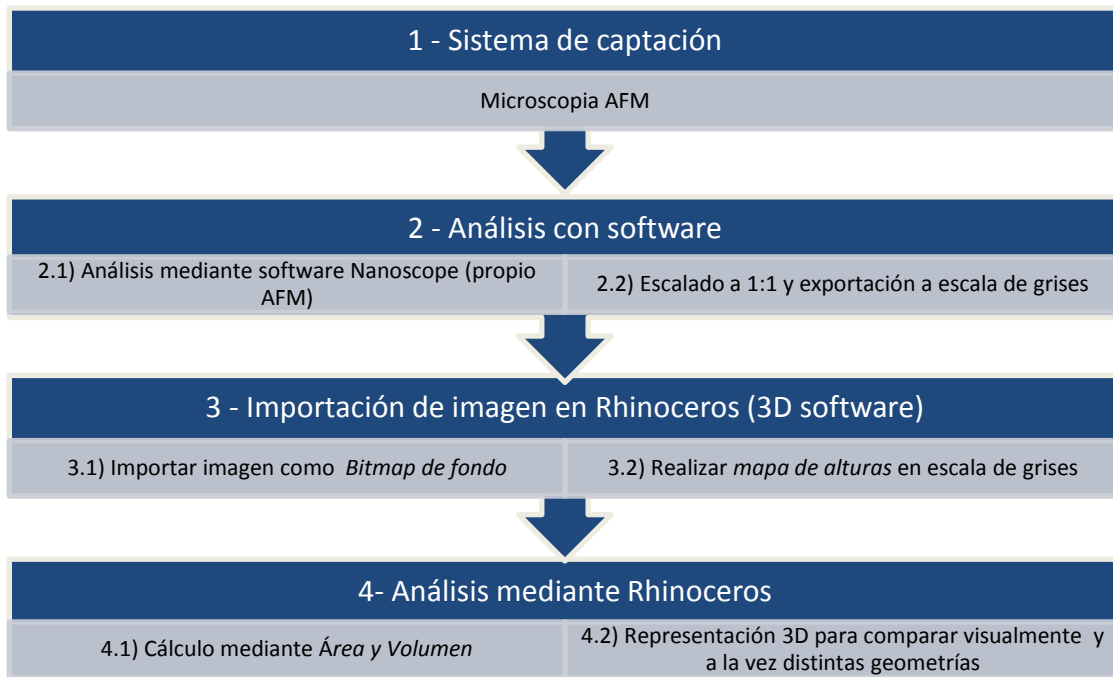 1 - Sistema de captación
Microscopia AFM
2 - Análisis con software
2.1) Análisis mediante software Nanoscope (propio
AFM)
2.2) Escalado a 1:1 y exportación a escala de grises
3 - Importación de imagen en Rhinoceros (3D software)
3.1) Importar imagen como Bitmap de fondo
3.2) Realizar mapa de alturas en escala de grises
4- Análisis mediante Rhinoceros
4.1) Cálculo mediante Área y Volumen
4.2) Representación 3D para comparar visualmente y
a la vez distintas geometrías